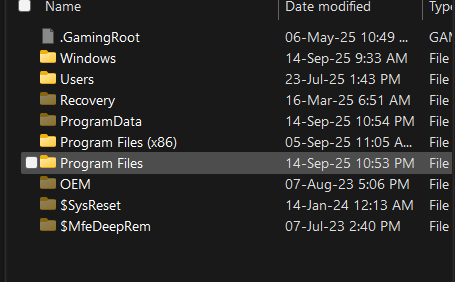 Name Date modified Type
.GamingRoot 06-May-25 10:49 ... GAM
Windows 14-Sep-25 9:33 AM File
Users 23-Jul-25 1:43 PM File
Recovery 16-Mar-25 6:51 AM File
ProgramData 14-Sep-25 10:54 PM File
Program Files (x86) 05-Sep-25 11:05 A... File
Program Files 14-Sep-25 10:53 PM File
OEM 07-Aug-23 5:06 PM File
$SysReset 14-Jan-24 12:13 AM File
$MfeDeepRem 07-Jul-23 2:40 PM File